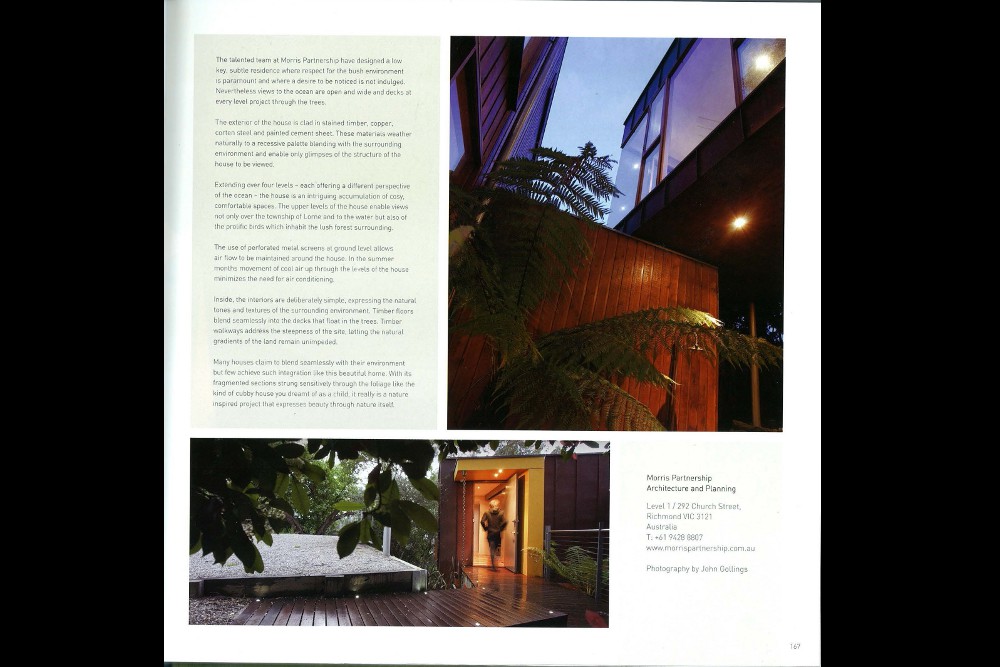 The talented team at Morris Partnership have designed a low
key, subtle residence where respect for the bush environment
is paramount and where a desire to be noticed is not indulged.
Nevertheless views to the ocean are open and wide and decks at
every level project through the trees.
The exterior of the house is clad in stained timber, copper,
corten steel and painted cement sheet. These materials weather
naturally to a recessive palette blending with the surrounding
environment and enable only glimpses of the structure of the
house to be viewed.
Extending over four levels – each offering a different perspective
of the ocean – the house is an intriguing accumulation of cosy,
comfortable spaces. The upper levels of the house enable views
not only over the township of Lorne and to the water but also of
the prolific birds which inhabit the lush forest surrounding.
The use of perforated metal screens at ground level allows
air flow to be maintained around the house. In the summer
months movement of cool air up through the levels of the house
minimizes the need for air conditioning.
Inside, the interiors are deliberately simple, expressing the natural
tones and textures of the surrounding environment. Timber floors
blend seamlessly into the decks that float in the trees. Timber
walkways address the steepness of the site, letting the natural
gradients of the land remain unimpeded.
Many houses claim to blend seamlessly with their environment
but few achieve such integration like this beautiful home. With its
fragmented sections strung sensitively through the foliage like the
kind of cubby house you dreamt of as a child, it really is a nature
inspired project that expresses beauty through nature itself.
Morris Partnership
Architecture and Planning
Level 1 / 292 Church Street,
Richmond VIC 3121
Australia
T: +61 9428 8807
www.morrispartnership.com.au
Photography by John Gollings
167